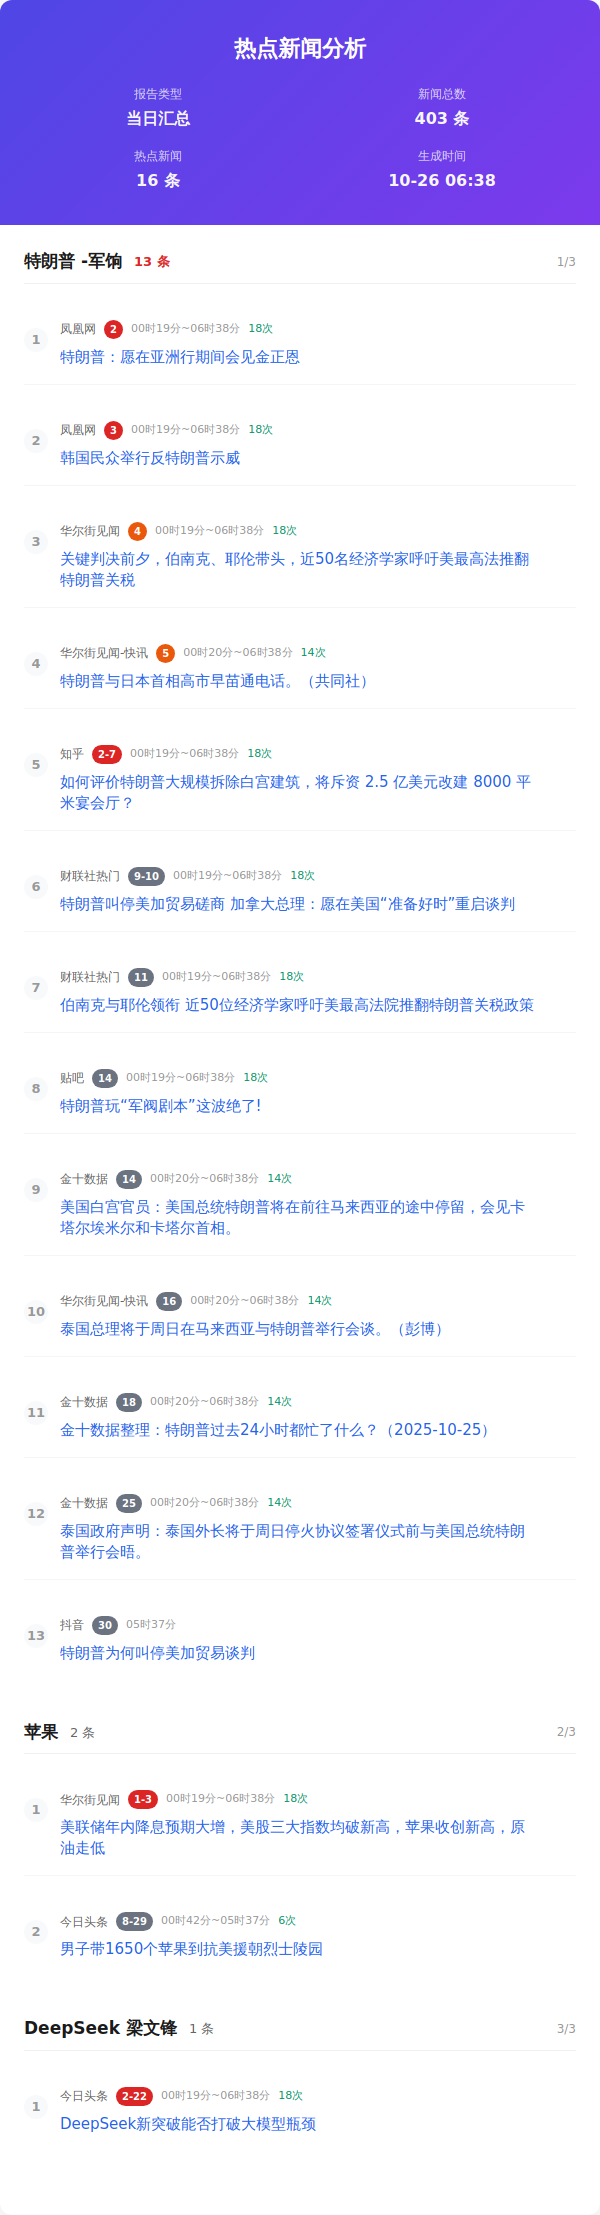 热点新闻分析
报告类型
新闻总数
当日汇总
403 条
热点新闻
生成时间
16 条
10-26 06:38
特朗普 -军饷 13 条 1/3
1 凤凰网 2 00时19分~06时38分 18次
特朗普：愿在亚洲行期间会见金正恩
2 凤凰网 3 00时19分~06时38分 18次
韩国民众举行反特朗普示威
3 华尔街见闻 4 00时19分~06时38分 18次
关键判决前夕，伯南克、耶伦带头，近50名经济学家呼吁美最高法推翻
特朗普关税
4 华尔街见闻-快讯 5 00时20分~06时38分 14次
特朗普与日本首相高市早苗通电话。（共同社）
5 知乎 2-7 00时19分~06时38分 18次
如何评价特朗普大规模拆除白宫建筑，将斥资 2.5 亿美元改建 8000 平
米宴会厅？
6 财联社热门 9-10 00时19分~06时38分 18次
特朗普叫停美加贸易磋商 加拿大总理：愿在美国“准备好时”重启谈判
7 财联社热门 11 00时19分~06时38分 18次
伯南克与耶伦领衔 近50位经济学家呼吁美最高法院推翻特朗普关税政策
8 贴吧 14 00时19分~06时38分 18次
特朗普玩“军阀剧本”这波绝了!
9 金十数据 14 00时20分~06时38分 14次
美国白宫官员：美国总统特朗普将在前往马来西亚的途中停留，会见卡
塔尔埃米尔和卡塔尔首相。
10 华尔街见闻-快讯 16 00时20分~06时38分 14次
泰国总理将于周日在马来西亚与特朗普举行会谈。（彭博）
11 金十数据 18 00时20分~06时38分 14次
金十数据整理：特朗普过去24小时都忙了什么？（2025-10-25）
12 金十数据 25 00时20分~06时38分 14次
泰国政府声明：泰国外长将于周日停火协议签署仪式前与美国总统特朗
普举行会晤。
13 抖音 30 05时37分
特朗普为何叫停美加贸易谈判
苹果 2 条 2/3
1 华尔街见闻 1-3 00时19分~06时38分 18次
美联储年内降息预期大增，美股三大指数均破新高，苹果收创新高，原
油走低
2 今日头条 8-29 00时42分~05时37分 6次
男子带1650个苹果到抗美援朝烈士陵园
DeepSeek 梁文锋 1 条 3/3
1 今日头条 2-22 00时19分~06时38分 18次
DeepSeek新突破能否打破大模型瓶颈